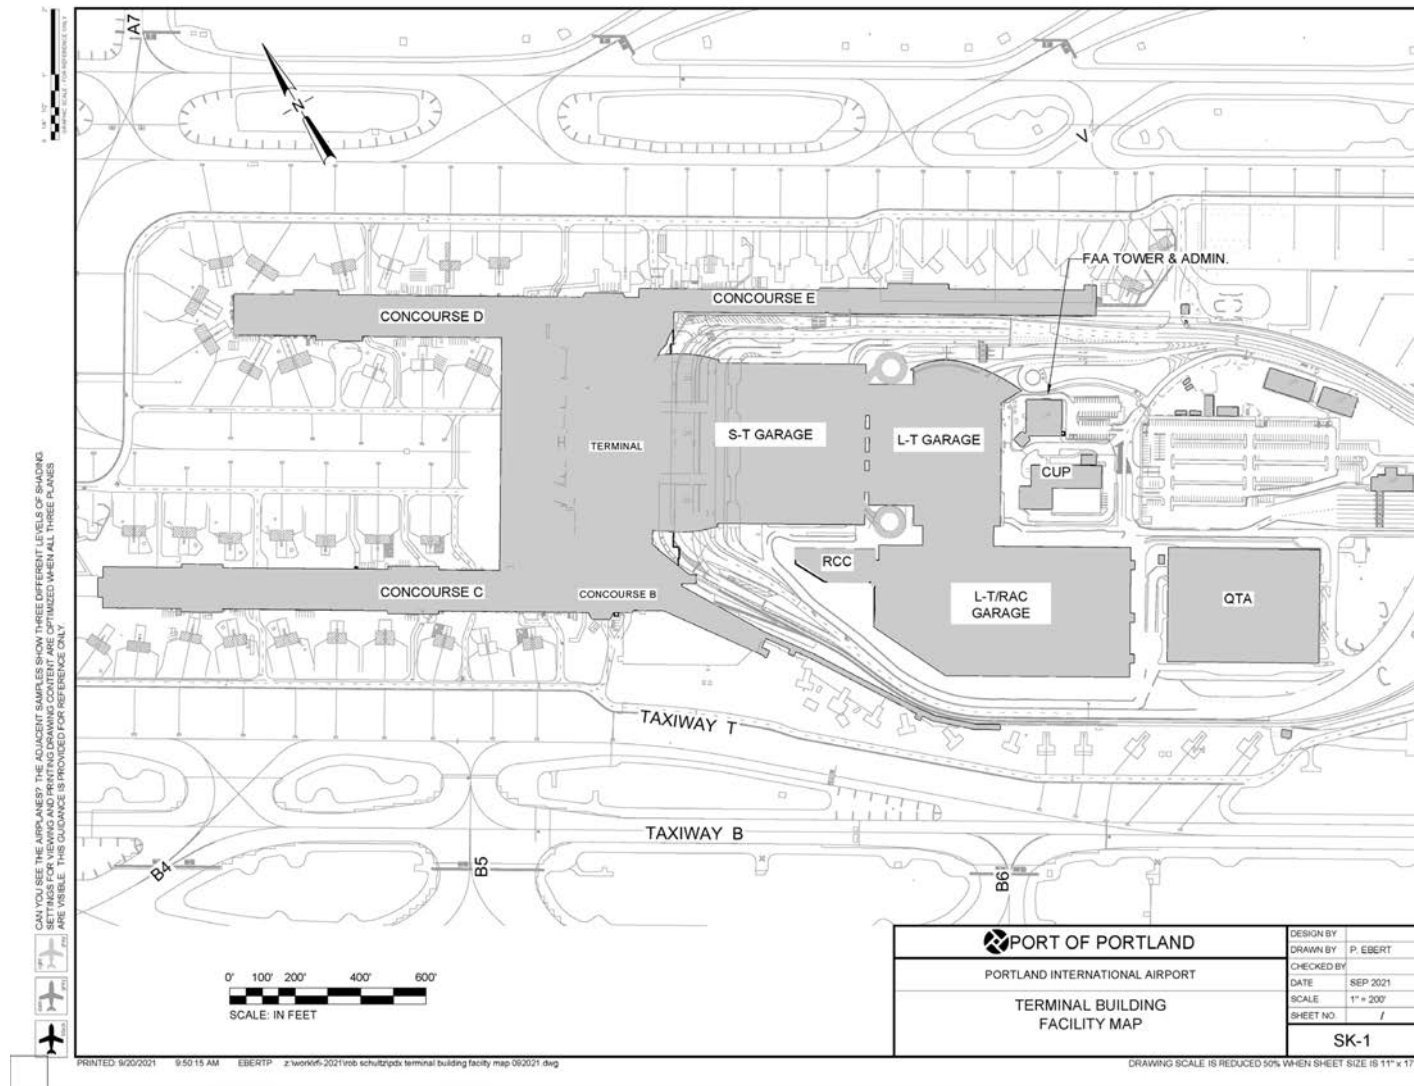 A7
GRAPHIC SCALE - FOR REFERENCE ONLY
N
V
FAA TOWER & ADMIN.
CONCOURSE E
CONCOURSE D
S-T GARAGE
L-T GARAGE
TERMINAL
CUP
RCC
CONCOURSE C
CONCOURSE B
L-T/RAC
GARAGE
QTA
TAXIWAY T
TAXIWAY B
B4
B5
B6
CAN YOU SEE THE AIRPLANES? THE ADJACENT SAMPLES SHOW THREE DIFFERENT LEVELS OF SHADING.
SETTINGS FOR VIEWING AND PRINTING DRAWING CONTENT ARE OPTIMIZED WHEN ALL THREE PLANES
ARE VISIBLE. THIS GUIDANCE IS PROVIDED FOR REFERENCE ONLY.
0' 100' 200' 400' 600'
SCALE: IN FEET
PORT OF PORTLAND
PORTLAND INTERNATIONAL AIRPORT
TERMINAL BUILDING
FACILITY MAP
DESIGN BY
DRAWN BY P. EBERT
CHECKED BY
DATE SEP 2021
SCALE 1" = 200'
SHEET NO. /
SK-1
PRINTED: 9/20/2021 9:50:15 AM EBERTP
DRAWING SCALE IS REDUCED 50% WHEN SHEET SIZE IS 11" x 17"